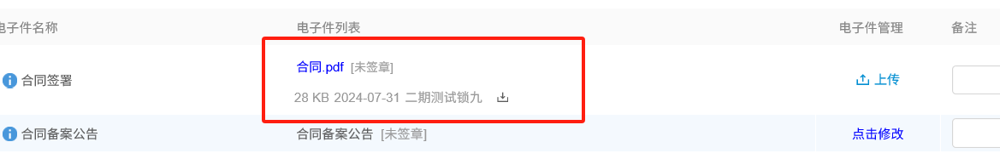 电子件名称 电子件列表 电子件管理 备注
合同签署 合同.pdf [未签章] 上传
28 KB 2024-07-31 二期测试锁九
合同备案公告 合同备案公告 [未签章] 点击修改